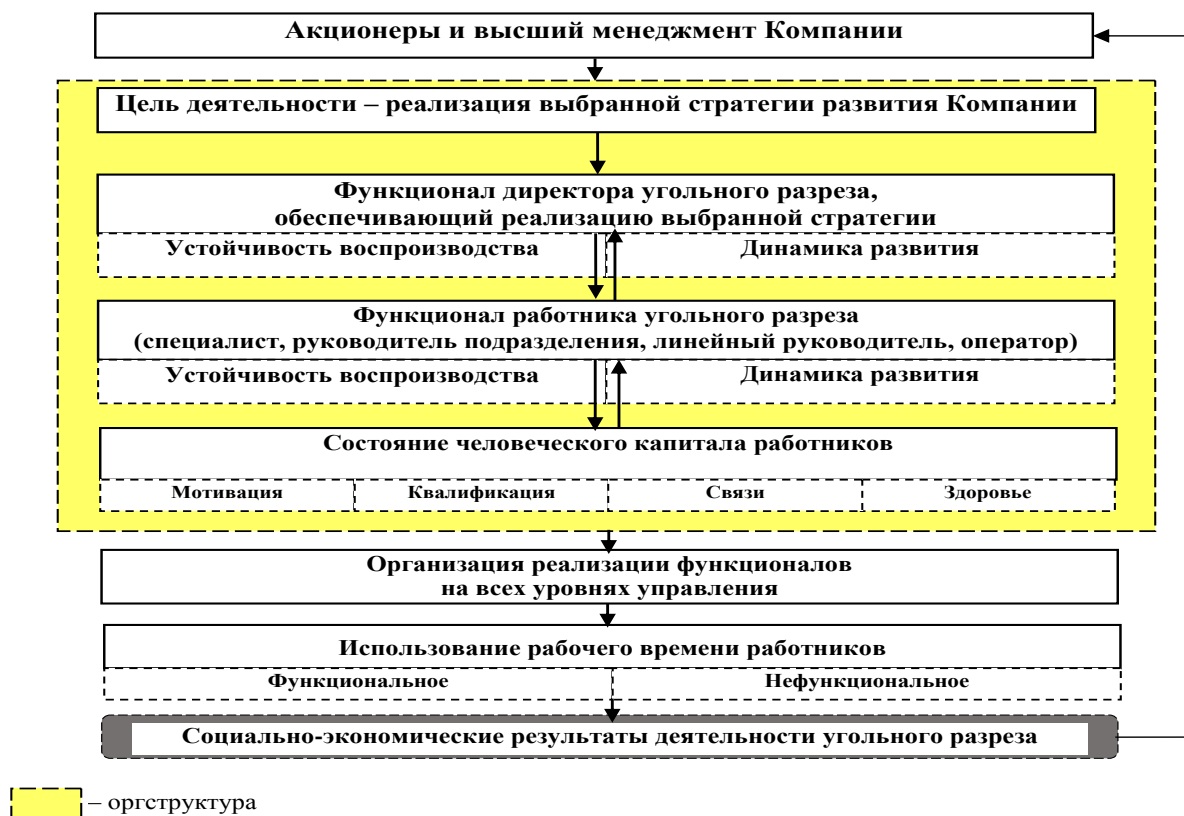 Акционеры и высший менеджмент Компании
Цель деятельности – реализация выбранной стратегии развития Компании
Функционал директора угольного разреза,
обеспечивающий реализацию выбранной стратегии
Устойчивость воспроизводства
Динамика развития
Функционал работника угольного разреза
(специалист, руководитель подразделения, линейный руководитель, оператор)
Устойчивость воспроизводства
Динамика развития
Состояние человеческого капитала работников
Мотивация
Квалификация
Связи
Здоровье
Организация реализации функционалов
на всех уровнях управления
Использование рабочего времени работников
Функциональное
Нефункциональное
Социально-экономические результаты деятельности угольного разреза
– оргструктура